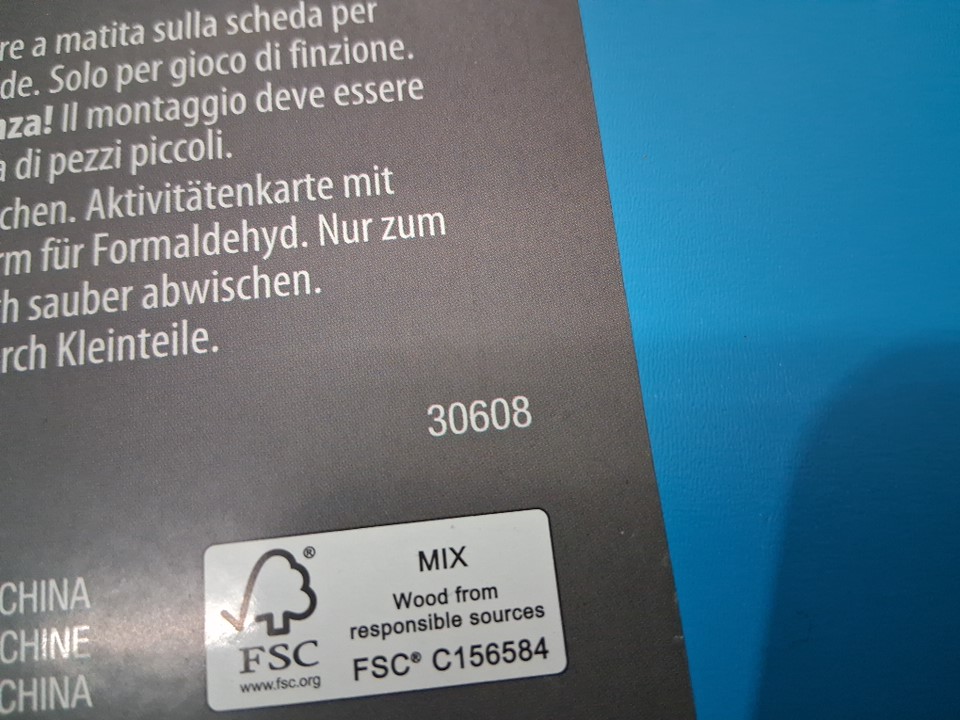 re a matita sulla scheda per
de. Solo per gioco di finzione.
nza! Il montaggio deve essere
a di pezzi piccoli.
chen. Aktivitätenkarte mit
rm für Formaldehyd. Nur zum
h sauber abwischen.
rch Kleinteile.
30608
CHINA
CHINE
CHINA
®
FSC
www.fsc.org
MIX
Wood from
responsible sources
FSC® C156584